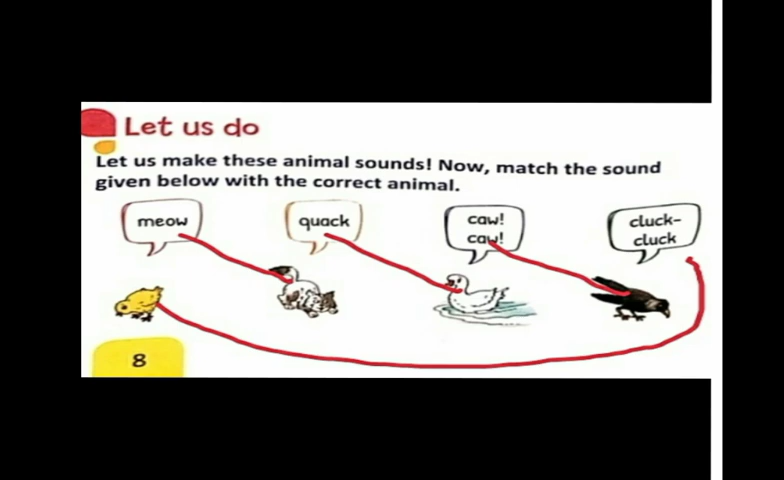 Let us do
Let us make these animal sounds! Now, match the sound
given below with the correct animal.
meow
quack
caw!
caw!
cluck-
cluck
8